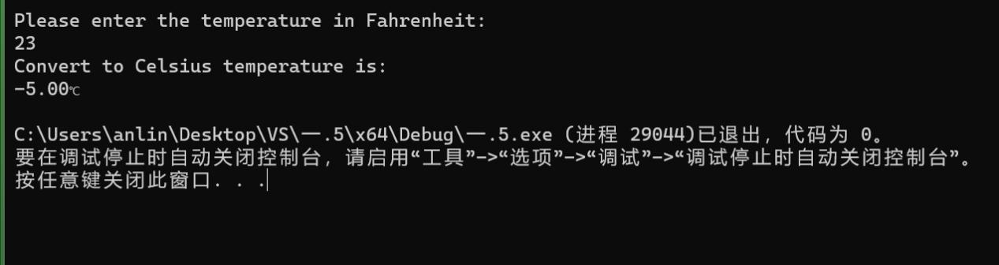 Please enter the temperature in Fahrenheit:
23
Convert to Celsius temperature is:
-5.00℃
C:\Users\anlin\Desktop\VS\一.5\x64\Debug\一.5.exe (进程 29044)已退出，代码为 0。
要在调试停止时自动关闭控制台，请启用“工具”->“选项”->“调试”->“调试停止时自动关闭控制台”。
按任意键关闭此窗口. . .